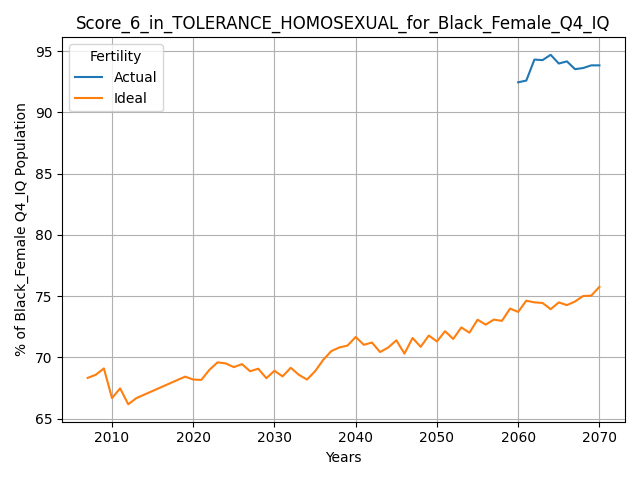 Score_6_in_TOLERANCE_HOMOSEXUAL_for_Black_Female_Q4_IQ
Fertility
Actual
Ideal
% of Black_Female Q4_IQ Population
95
90
85
80
75
70
65
2010
2020
2030
2040
2050
2060
2070
Years